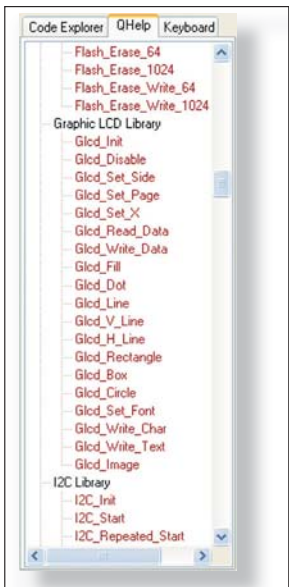 Code Explorer QHelp Keyboard
Flash_Erase_64
Flash_Erase_1024
Flash_Erase_Write_64
Flash_Erase_Write_1024
Graphic LCD Library
Glcd_Init
Glcd_Disable
Glcd_Set_Side
Glcd_Set_Page
Glcd_Set_X
Glcd_Read_Data
Glcd_Write_Data
Glcd_Fill
Glcd_Dot
Glcd_Line
Glcd_V_Line
Glcd_H_Line
Glcd_Rectangle
Glcd_Box
Glcd_Circle
Glcd_Set_Font
Glcd_Write_Char
Glcd_Write_Text
Glcd_Image
I2C Library
I2C_Init
I2C_Start
I2C_Repeated_Start